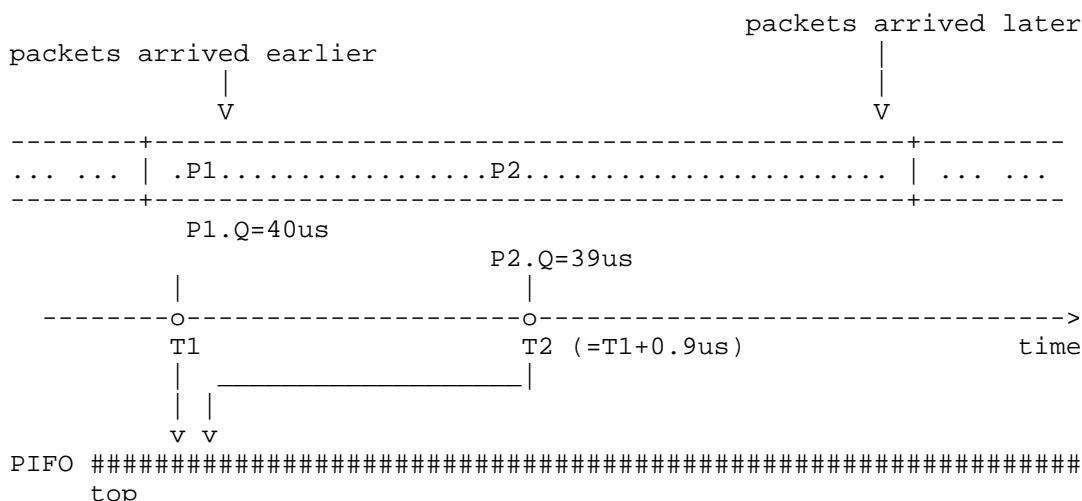 packets arrived later
packets arrived earlier |
| |
V V
--------+-----------------------------------------------+---------
... ... | .P1.................P2....................... | ... ...
--------+-----------------------------------------------+---------
P1.Q=40us
P2.Q=39us
| |
--------o---------------------o---------------------------------->
T1 T2 (=T1+0.9us) time
| ___________________|
| |
v v
PIFO ##############################################################
top